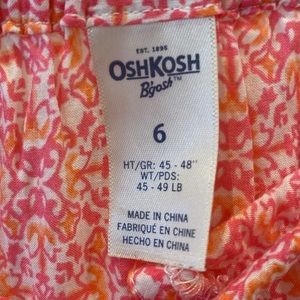 EST. 1895
OSHKOSH
B'gosh™
6
HT/GR: 45 - 48"
WT/PDS:
45 - 49 LB
MADE IN CHINA
FABRIQUÉ EN CHINE
HECHO EN CHINA